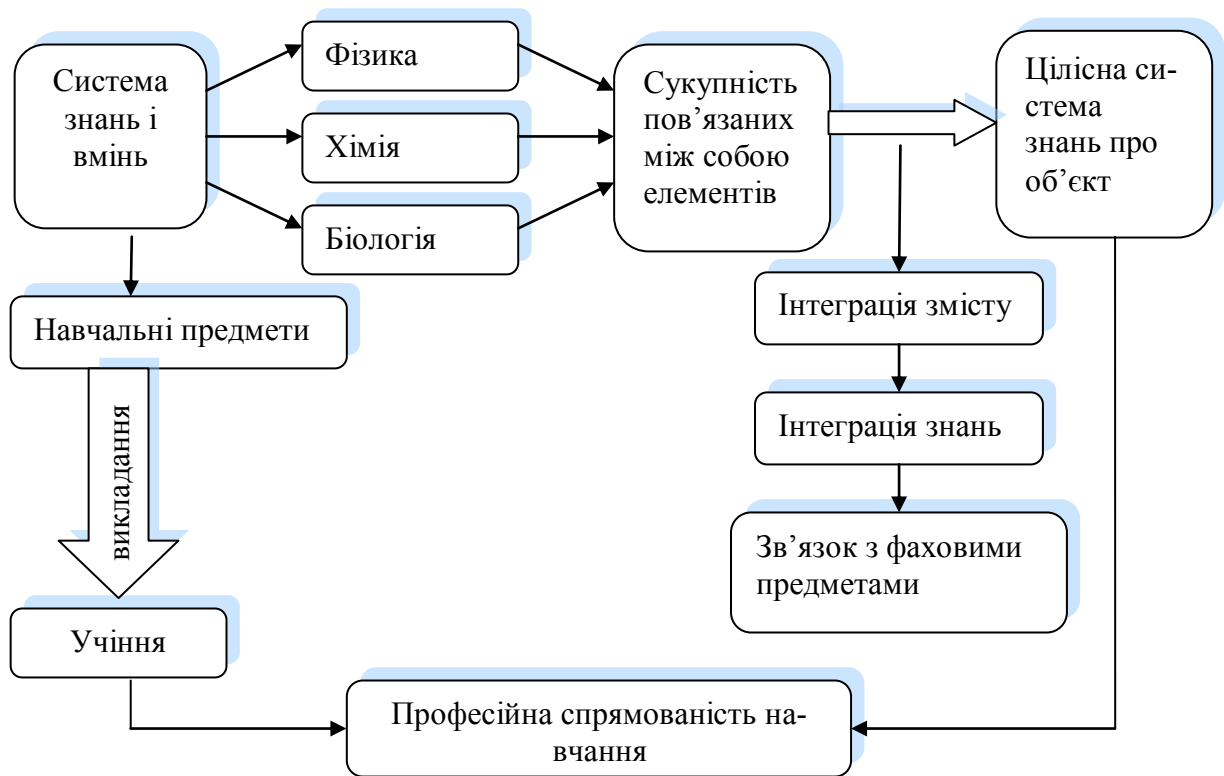 Система
знань і
вмінь
Фізика
Хімія
Біологія
Сукупність
пов’язаних
між собою
елементів
Цілісна си-
стема
знань про
об’єкт
Навчальні предмети
викладання
Учіння
Інтеграція змісту
Інтеграція знань
Зв’язок з фаховими
предметами
Професійна спрямованість на-
вчання